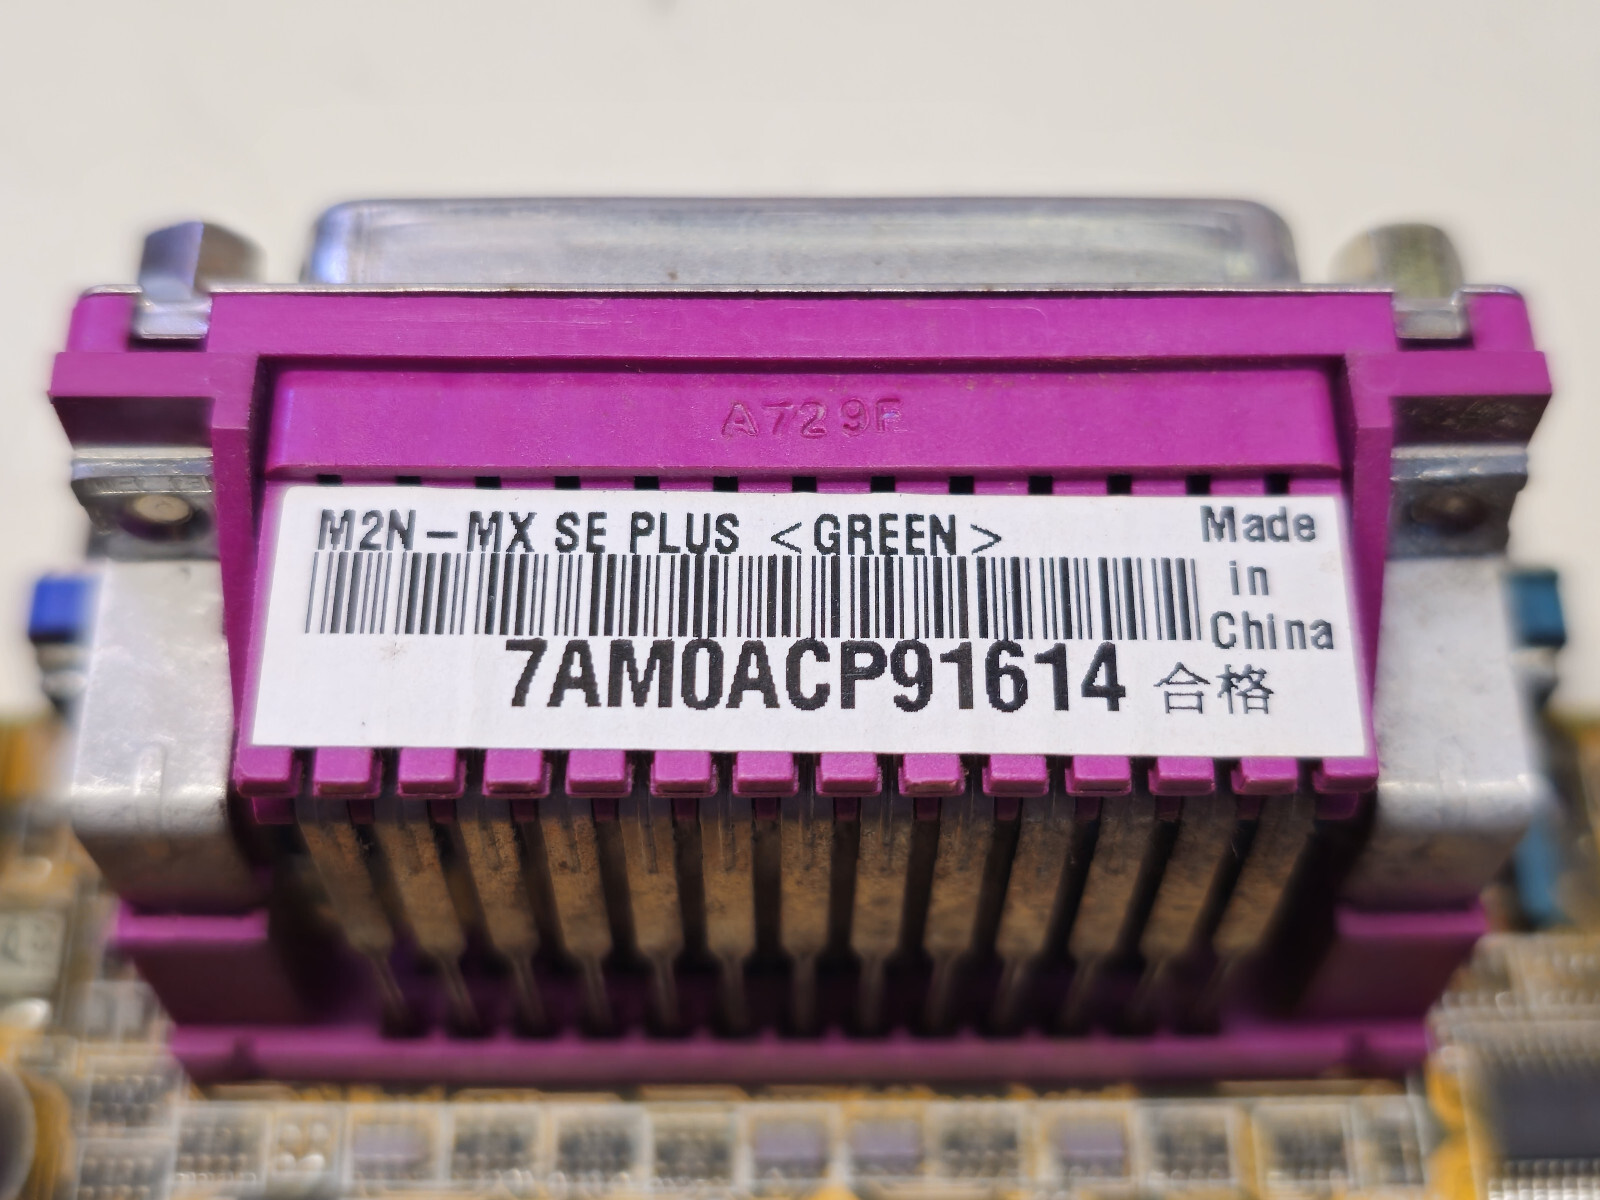 A729F
M2N-MX SE PLUS <GREEN>
Made
in
China
7AM0ACP91614
合格